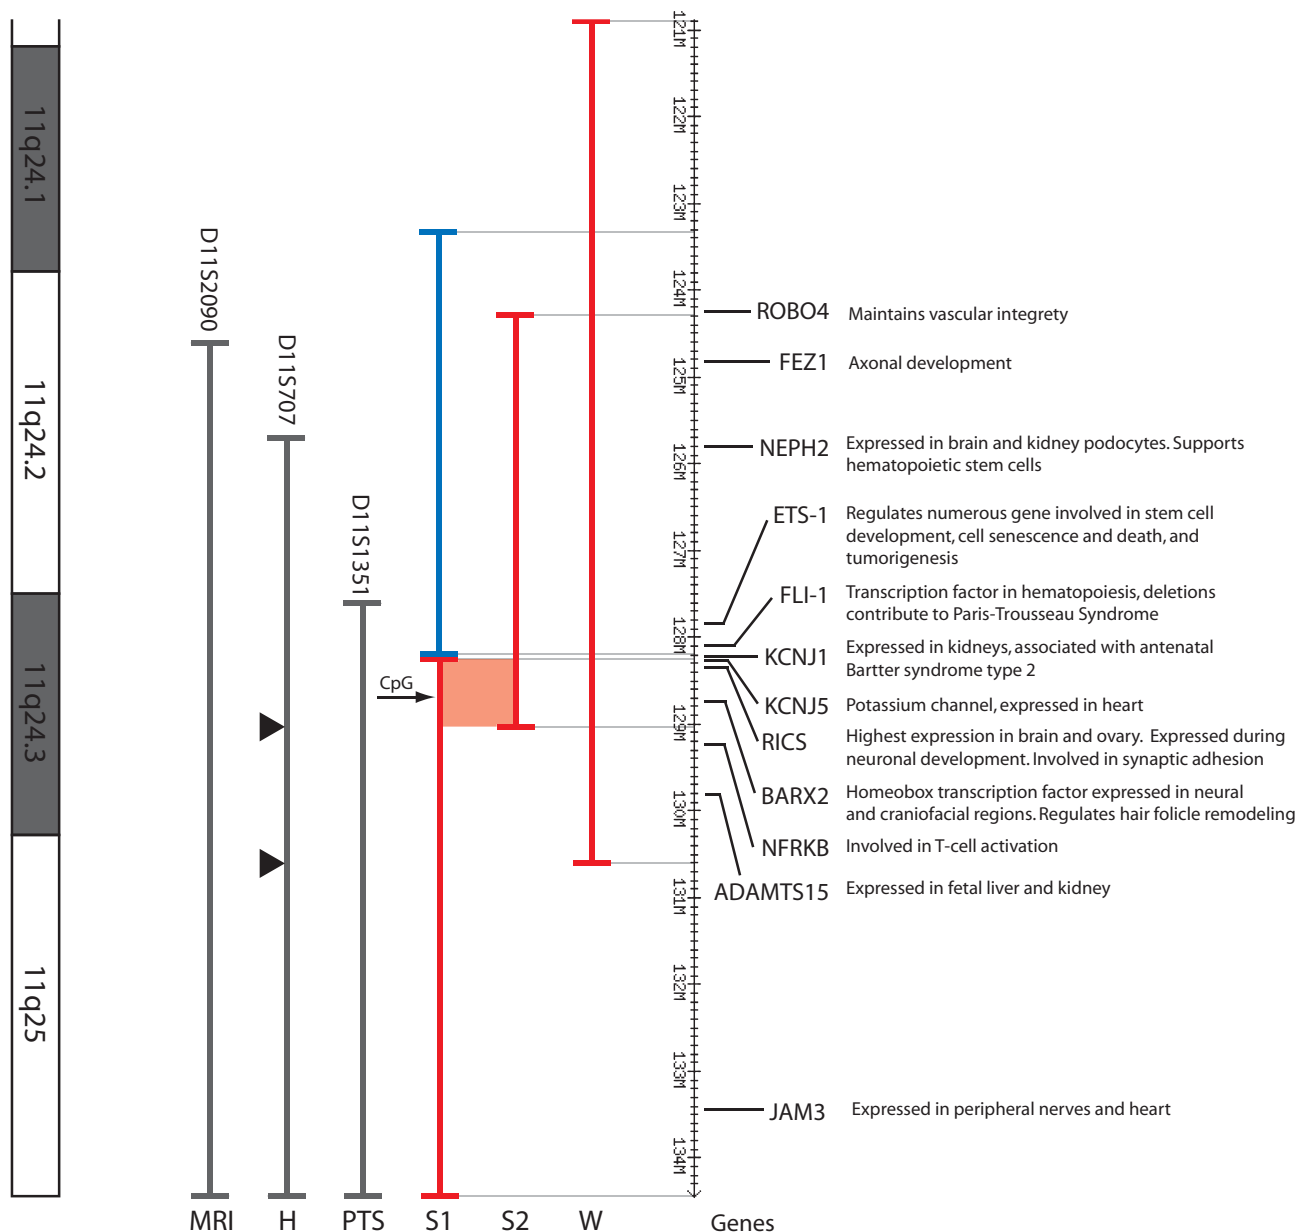 11q24.1
11q24.2
11q24.3
11q25
D11S2090
D11S707
D11S1351
CpG
MRI
H
PTS
S1
S2
W
121M
122M
123M
124M
125M
126M
127M
128M
129M
130M
131M
132M
133M
134M
ROBO4 Maintains vascular integrety
FEZ1 Axonal development
NEPH2 Expressed in brain and kidney podocytes. Supports
hematopoietic stem cells
ETS-1 Regulates numerous gene involved in stem cell
development, cell senescence and death, and
tumorigenesis
FLI-1 Transcription factor in hematopoiesis, deletions
contribute to Paris-Trousseau Syndrome
KCNJ1 Expressed in kidneys, associated with antenatal
Bartter syndrome type 2
KCNJ5 Potassium channel, expressed in heart
RICS Highest expression in brain and ovary. Expressed during
neuronal development. Involved in synaptic adhesion
BARX2 Homeobox transcription factor expressed in neural
and craniofacial regions. Regulates hair folicle remodeling
NFRKB Involved in T-cell activation
ADAMTS15 Expressed in fetal liver and kidney
JAM3 Expressed in peripheral nerves and heart
Genes